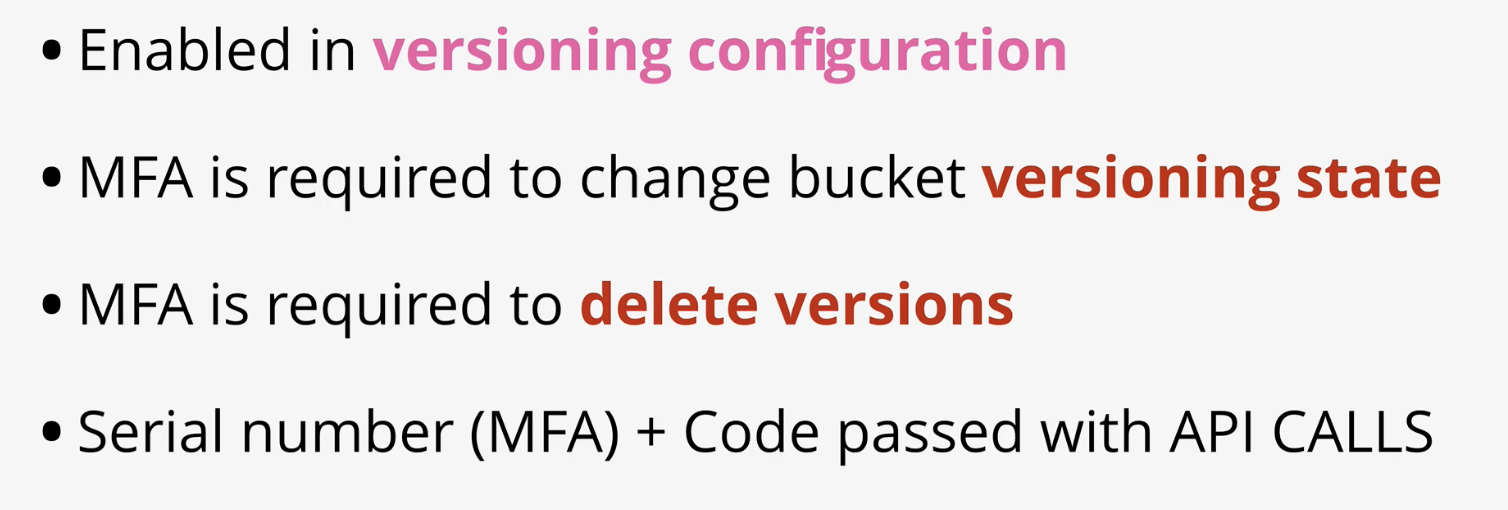 • Enabled in versioning configuration
• MFA is required to change bucket versioning state
• MFA is required to delete versions
• Serial number (MFA) + Code passed with API CALLS